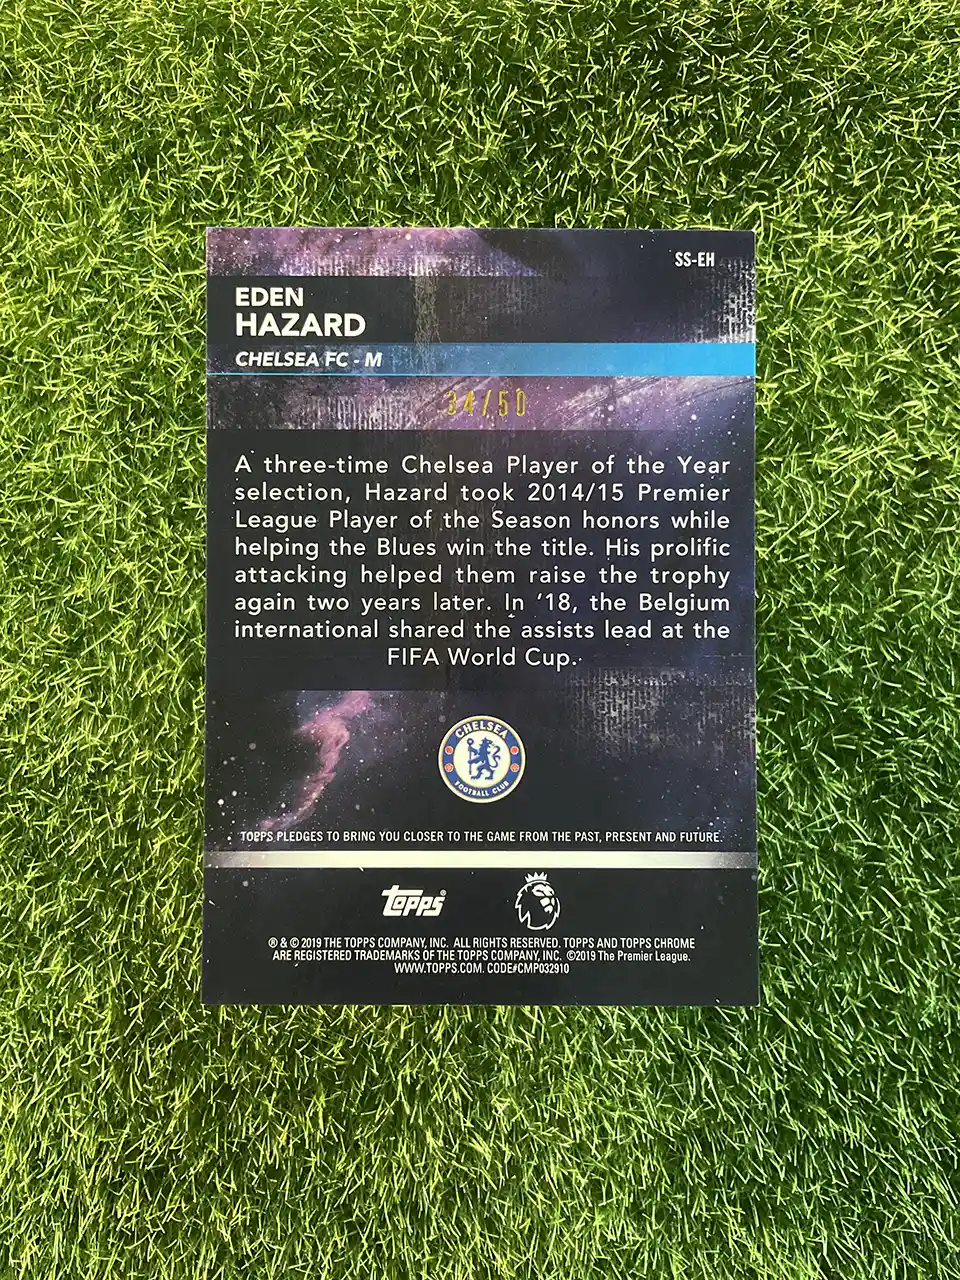 SS-EH
EDEN
HAZARD
CHELSEA FC - M
34/50
A three-time Chelsea Player of the Year
selection, Hazard took 2014/15 Premier
League Player of the Season honors while
helping the Blues win the title. His prolific
attacking helped them raise the trophy
again two years later. In ’18, the Belgium
international shared the assists lead at the
FIFA World Cup.
CHELSEA
FOOTBALL CLUB
TOPPS PLEDGES TO BRING YOU CLOSER TO THE GAME FROM THE PAST, PRESENT AND FUTURE.
Topps®
® & © 2019 THE TOPPS COMPANY, INC. ALL RIGHTS RESERVED. TOPPS AND TOPPS CHROME
ARE REGISTERED TRADEMARKS OF THE TOPPS COMPANY, INC. ©2019 The Premier League.
WWW.TOPPS.COM. CODE#CMP032910